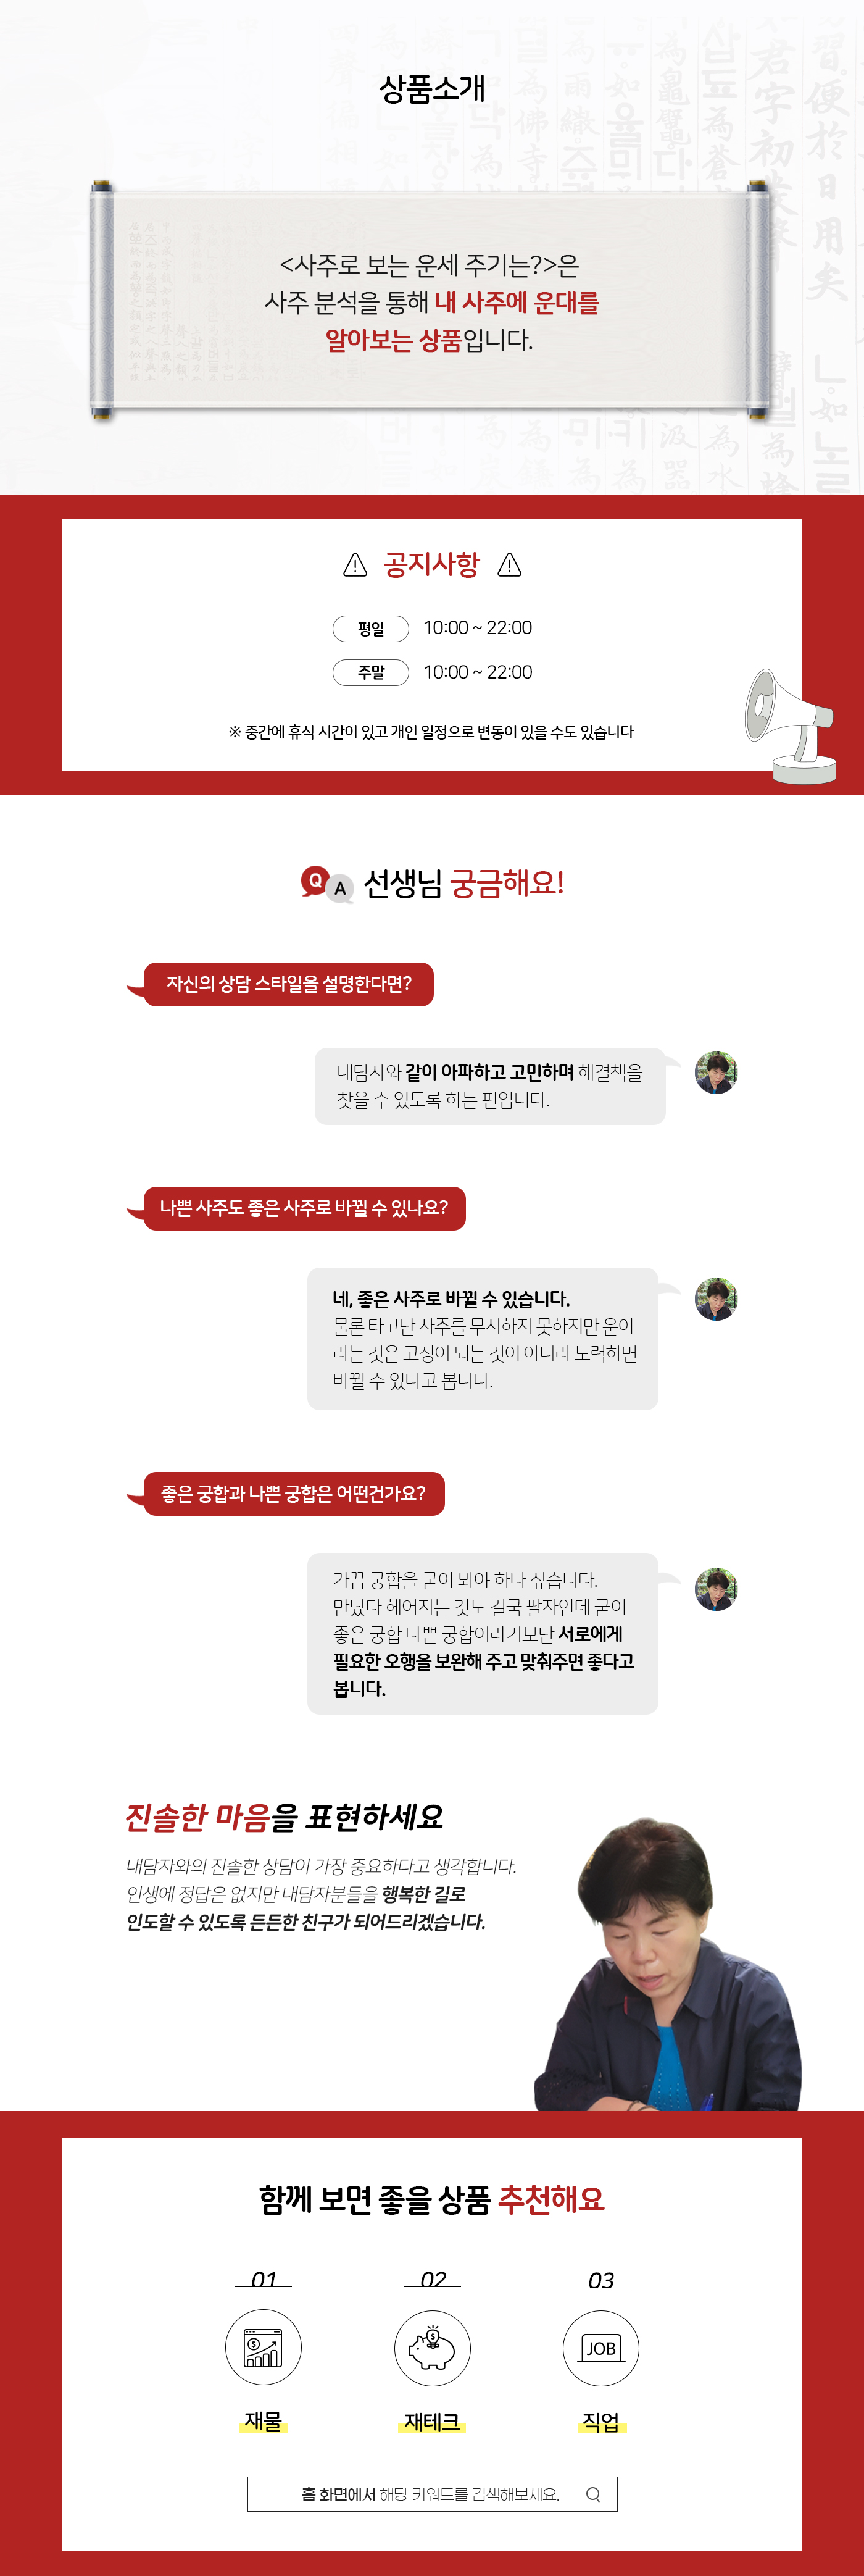 상품소개
<사주로 보는 운세 주기는?>은
사주 분석을 통해 내 사주에 운대를
알아보는 상품입니다.
공지사항
평일 10:00 ~ 22:00
주말 10:00 ~ 22:00
※ 중간에 휴식 시간이 있고 개인 일정으로 변동이 있을 수도 있습니다
Q A 선생님 궁금해요!
자신의 상담 스타일을 설명한다면?
내담자와 같이 아파하고 고민하며 해결책을
찾을 수 있도록 하는 편입니다.
나쁜 사주도 좋은 사주로 바뀔 수 있나요?
네, 좋은 사주로 바뀔 수 있습니다.
물론 타고난 사주를 무시하지 못하지만 운이
라는 것은 고정이 되는 것이 아니라 노력하면
바뀔 수 있다고 봅니다.
좋은 궁합과 나쁜 궁합은 어떤건가요?
가끔 궁합을 굳이 봐야 하나 싶습니다.
만났다 헤어지는 것도 결국 팔자인데 굳이
좋은 궁합 나쁜 궁합이라기보단 서로에게
필요한 오행을 보완해 주고 맞춰주면 좋다고
봅니다.
진솔한 마음을 표현하세요
내담자와의 진솔한 상담이 가장 중요하다고 생각합니다.
인생에 정답은 없지만 내담자분들을 행복한 길로
인도할 수 있도록 든든한 친구가 되어드리겠습니다.
함께 보면 좋을 상품 추천해요
01 02 03
JOB
재물 재테크 직업
홈 화면에서 해당 키워드를 검색해보세요.